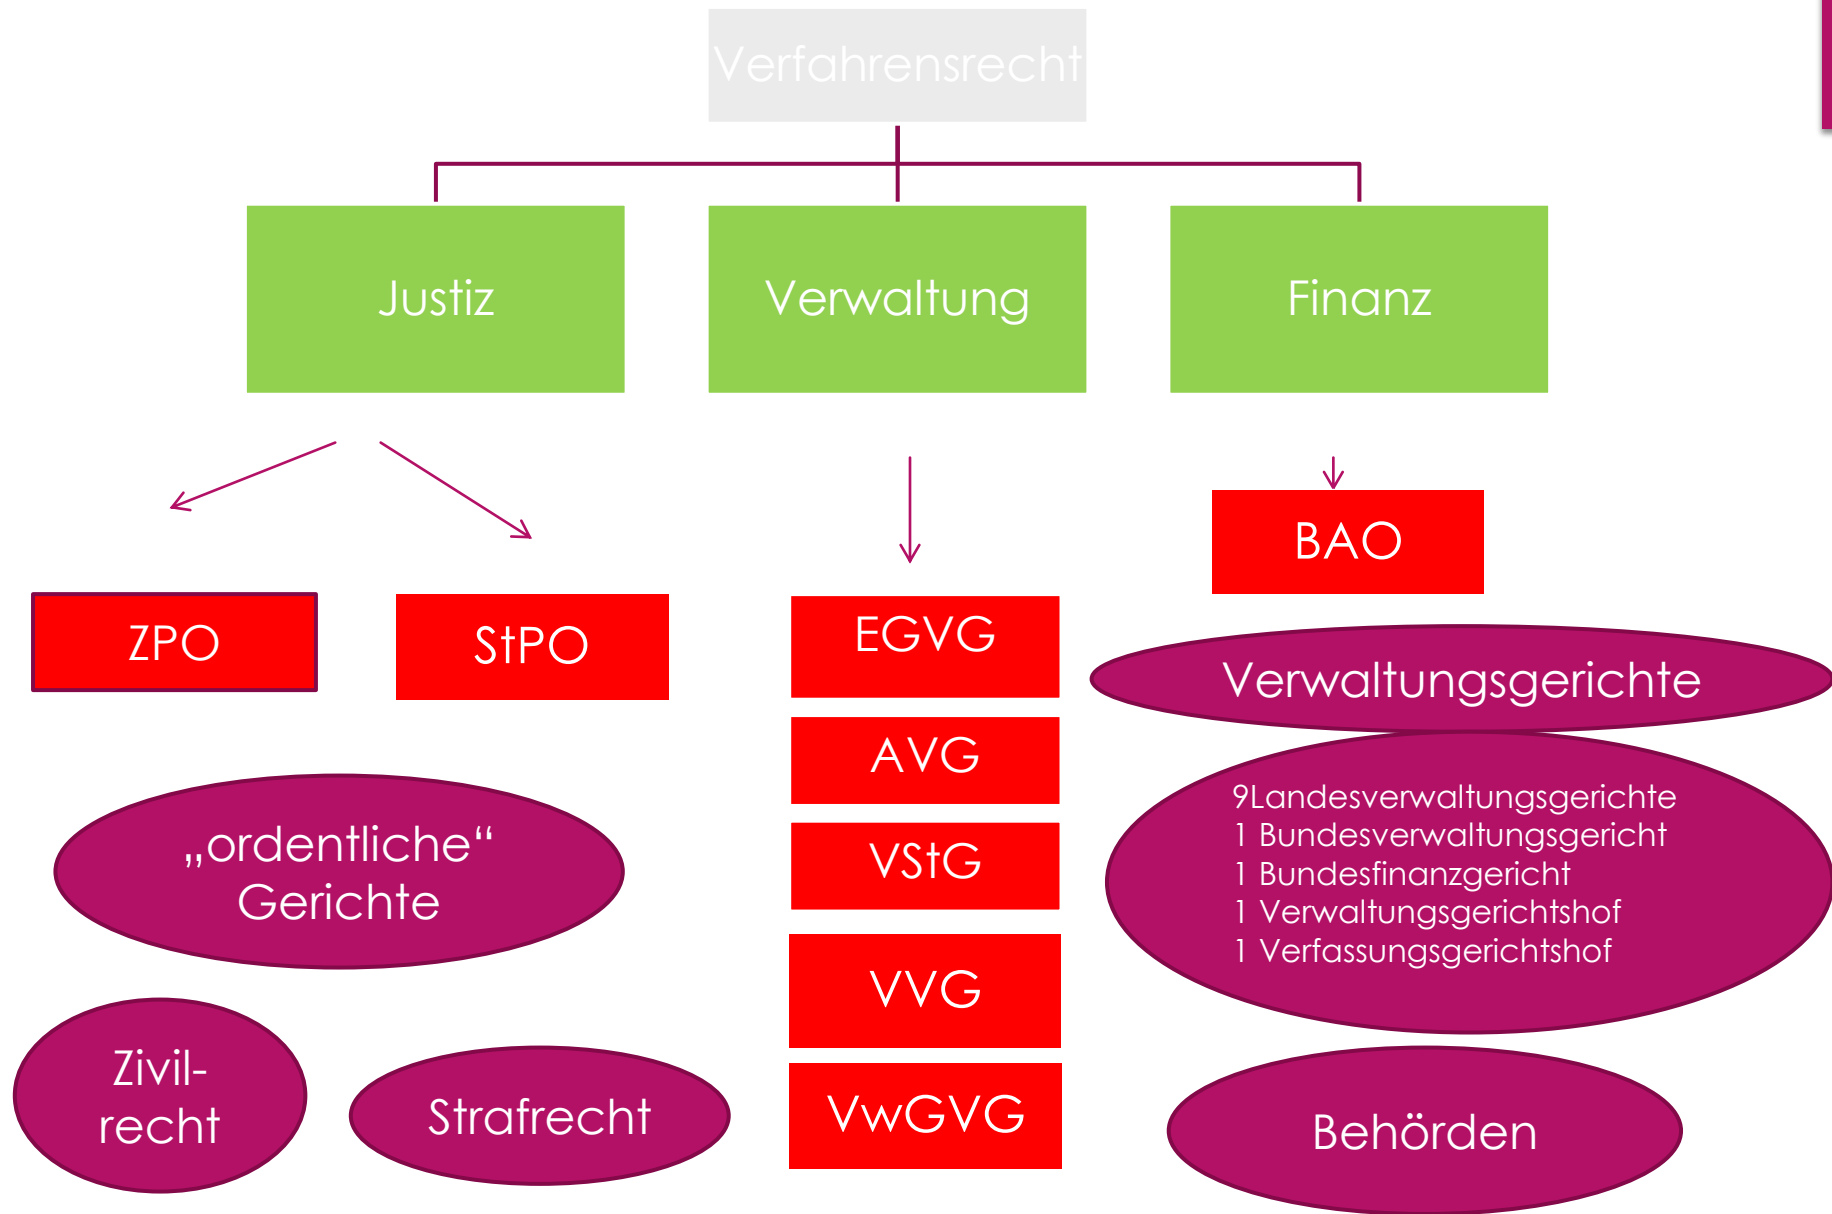 Verfahrensrecht
Justiz
Verwaltung
Finanz
ZPO
StPO
EGVG
AVG
VStG
VVG
VwGVG
BAO
„ordentliche“
Gerichte
Zivil-
recht
Strafrecht
Verwaltungsgerichte
9Landesverwaltungsgerichte
1 Bundesverwaltungsgericht
1 Bundesfinanzgericht
1 Verwaltungsgerichtshof
1 Verfassungsgerichtshof
Behörden